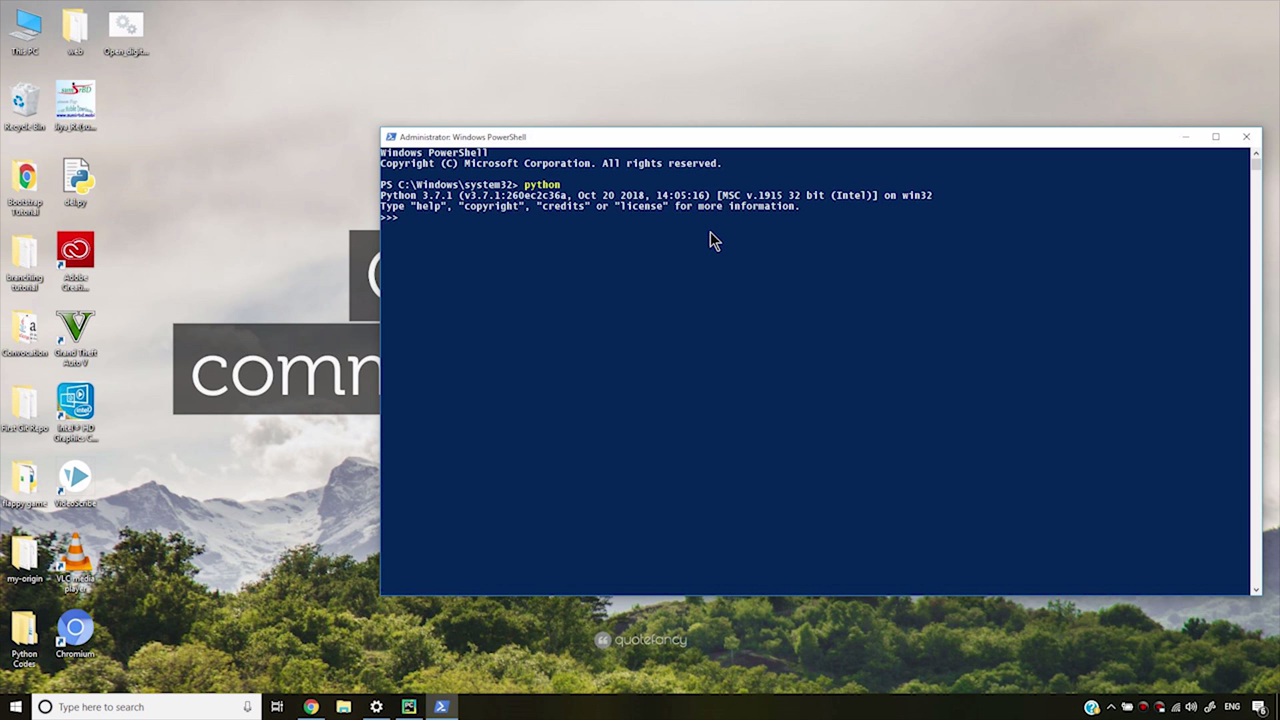 This PC
web
Open_digit...
Recycle Bin
Bootstrap
Tutorial
del.py
branching
tutorial
Adobe
Creati...
Convocation
Grand Theft
Auto V
First Git Repo
Intel® HD
Graphics C...
flappy game
VideoScribe
my-origin
VLC media
player
Python
Codes
Chromium
comm
Administrator: Windows PowerShell
Windows PowerShell
Copyright (C) Microsoft Corporation. All rights reserved.
PS C:\Windows\system32> python
Python 3.7.1 (v3.7.1:260ec2c36a, Oct 20 2018, 14:05:16) [MSC v.1915 32 bit (Intel)] on win32
Type "help", "copyright", "credits" or "license" for more information.
>>>
quotefancy
Type here to search
ENG